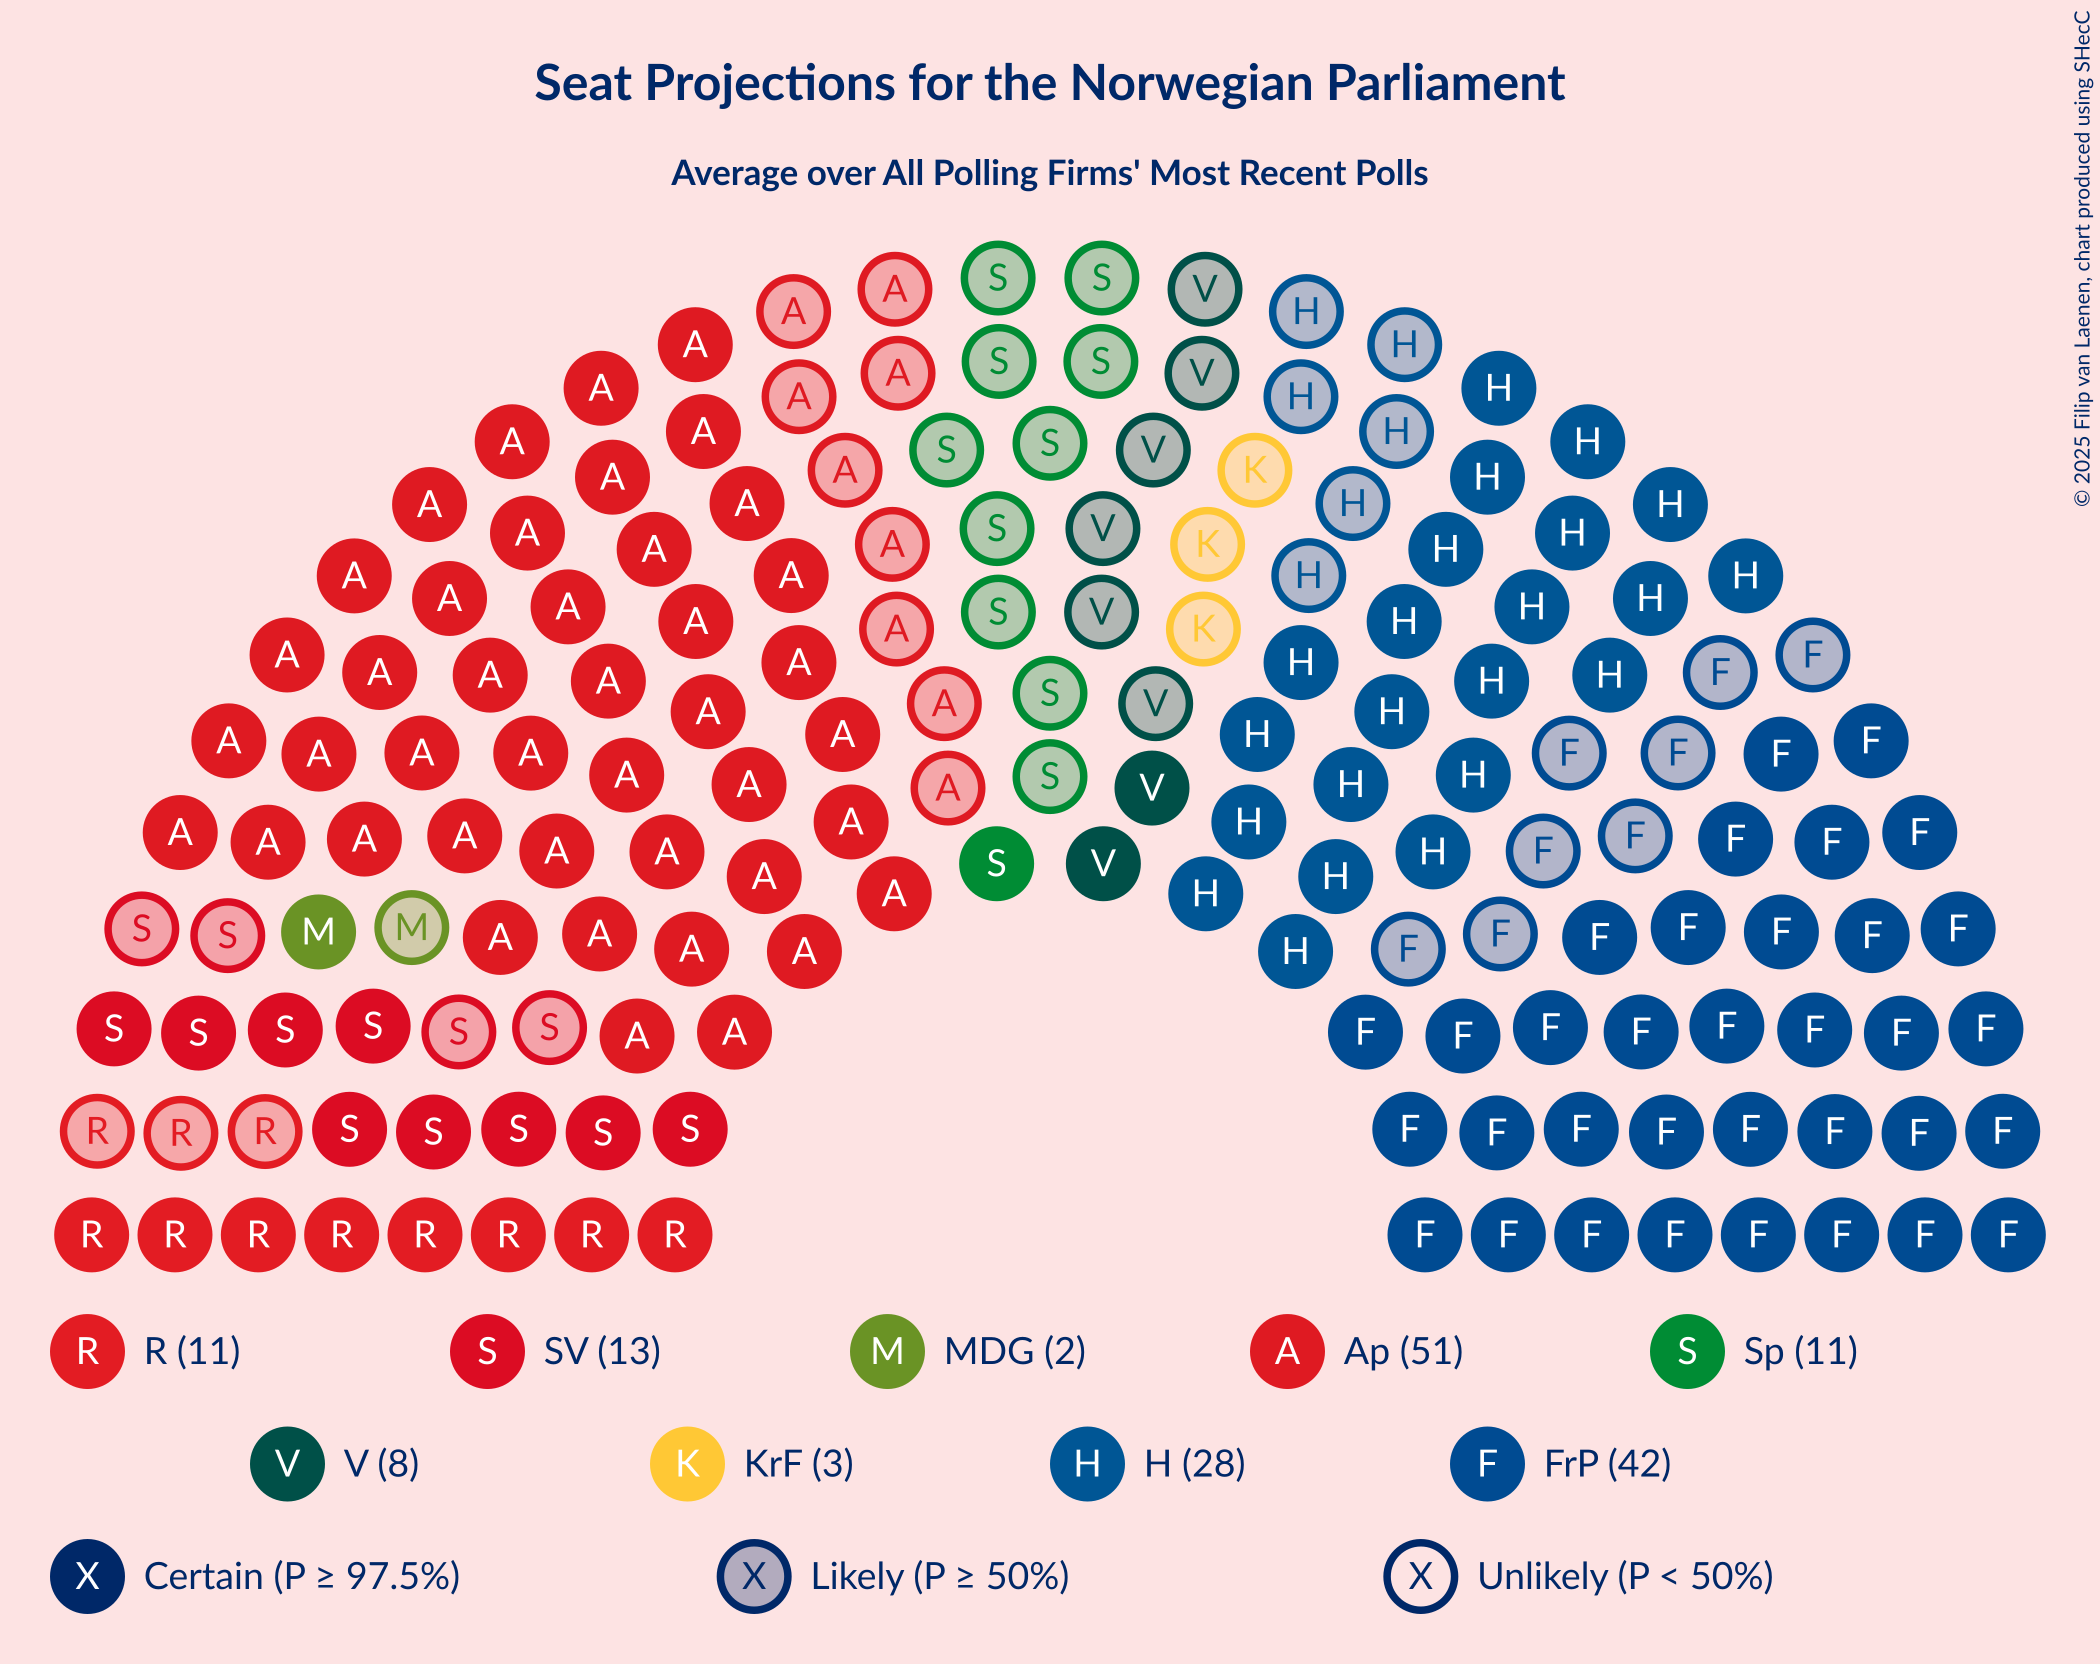 Seat Projections for the Norwegian Parliament
Average over All Polling Firms' Most Recent Polls
© 2025 Filip van Laenen, chart produced using SHecC
A A S S V H
A A S S V H
A A H H
A A A S S V K H H
A A A S V H H H
A A A K H H
A A A S V H H H
A A A K H H
A A A A A S H H H F F
A A A V H H
A A A A A A A S V H H F F F F
A A A A A A A S V H H F F F F F
A A H H
S S M M A A A A H F F F F F F F
S S S S S S A A F F F F F F F F
R R R S S S S S F F F F F F F F
R R R R R R R R F F F F F F F F
R R (11) S SV (13) M MDG (2) A Ap (51) S Sp (11)
V V (8) K KrF (3) H H (28) F FrP (42)
X Certain (P ≥ 97.5%) X Likely (P ≥ 50%) X Unlikely (P < 50%)